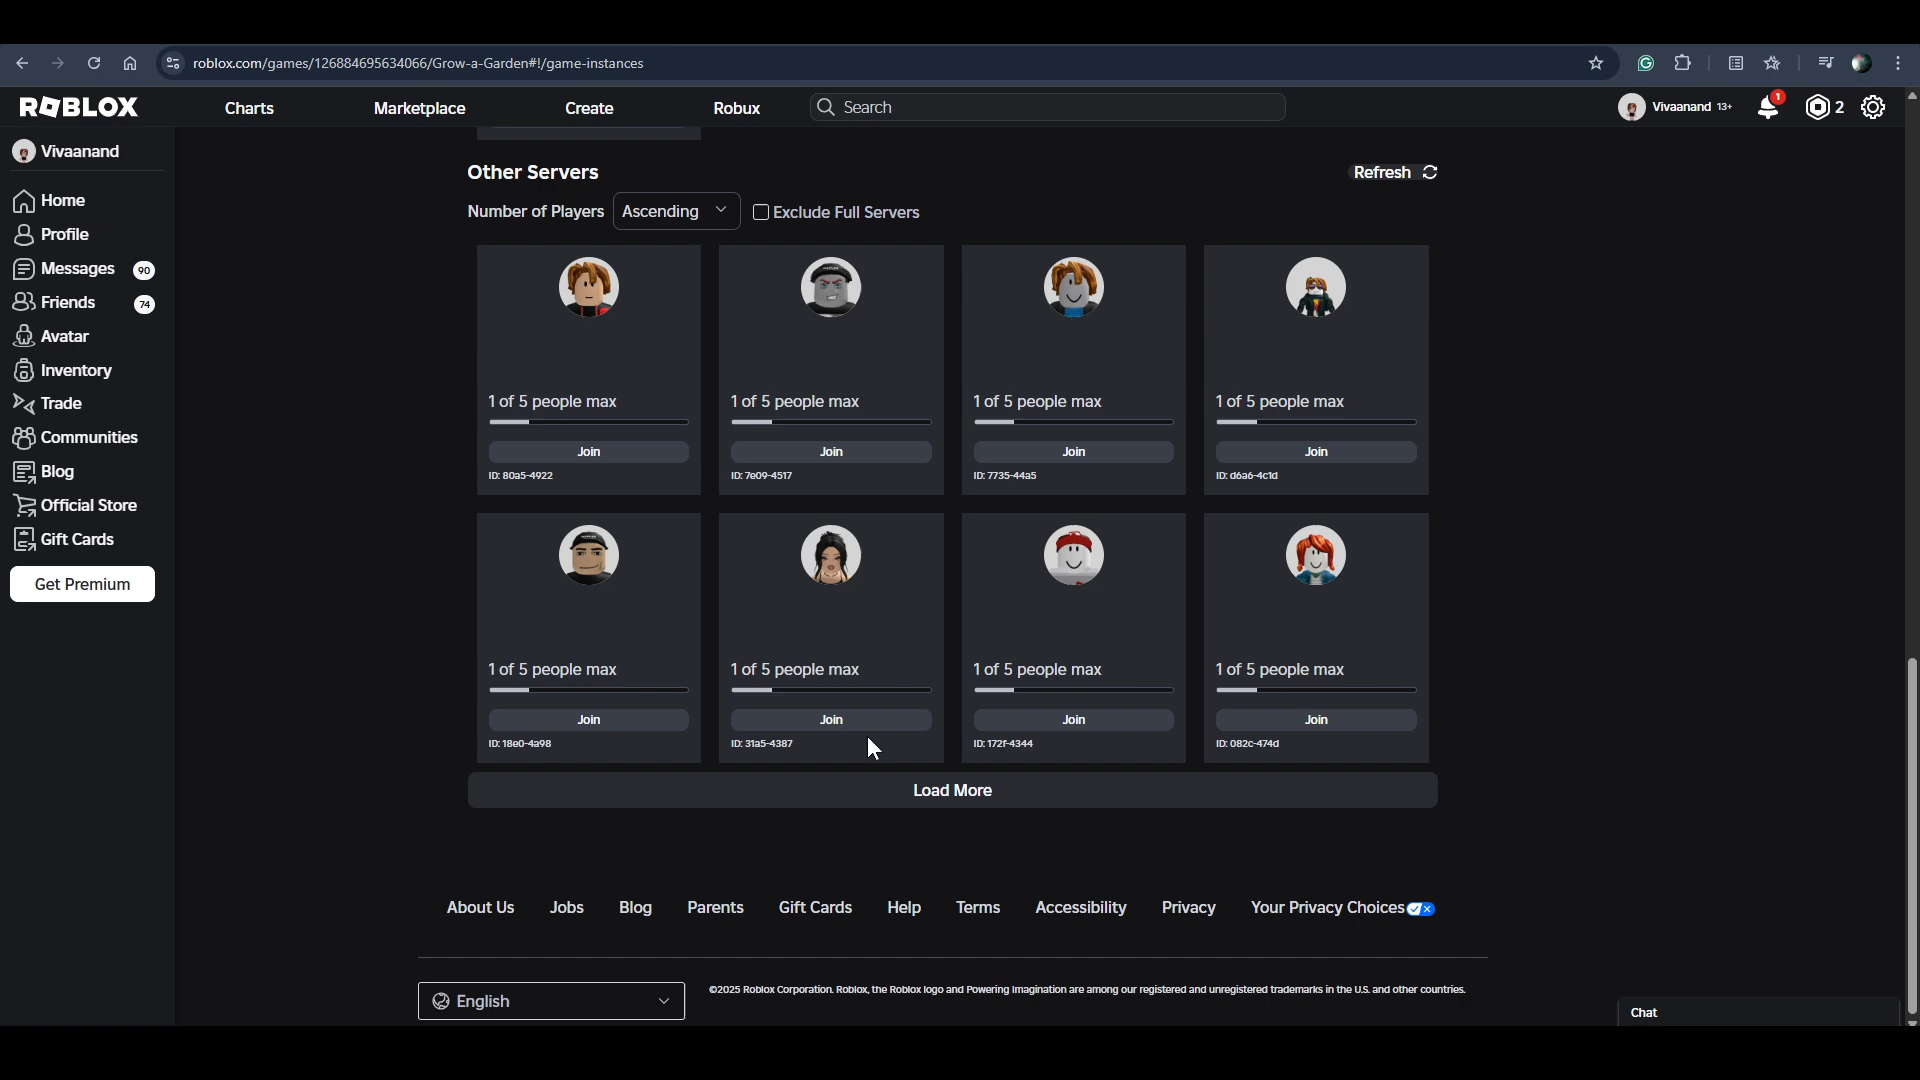 roblox.com/games/126884695634066/Grow-a-Garden#!/game-instances
ROBLOX
Charts
Marketplace
Create
Robux
Search
Vivaanand 13+
1
2
Vivaanand
Home
Profile
Messages 90
Friends 74
Avatar
Inventory
Trade
Communities
Blog
Official Store
Gift Cards
Get Premium
Other Servers
Refresh
Number of Players Ascending Exclude Full Servers
1 of 5 people max 1 of 5 people max 1 of 5 people max 1 of 5 people max
Join Join Join Join
ID: 80a5-4922 ID: 7e09-4517 ID: 7735-44a5 ID: d6a6-4c1d
1 of 5 people max 1 of 5 people max 1 of 5 people max 1 of 5 people max
Join Join Join Join
ID: 18e0-4a98 ID: 31a5-4387 ID: 172f-4344 ID: 082c-474d
Load More
About Us Jobs Blog Parents Gift Cards Help Terms Accessibility Privacy Your Privacy Choices
English
©2025 Roblox Corporation. Roblox, the Roblox logo and Powering Imagination are among our registered and unregistered trademarks in the U.S. and other countries.
Chat